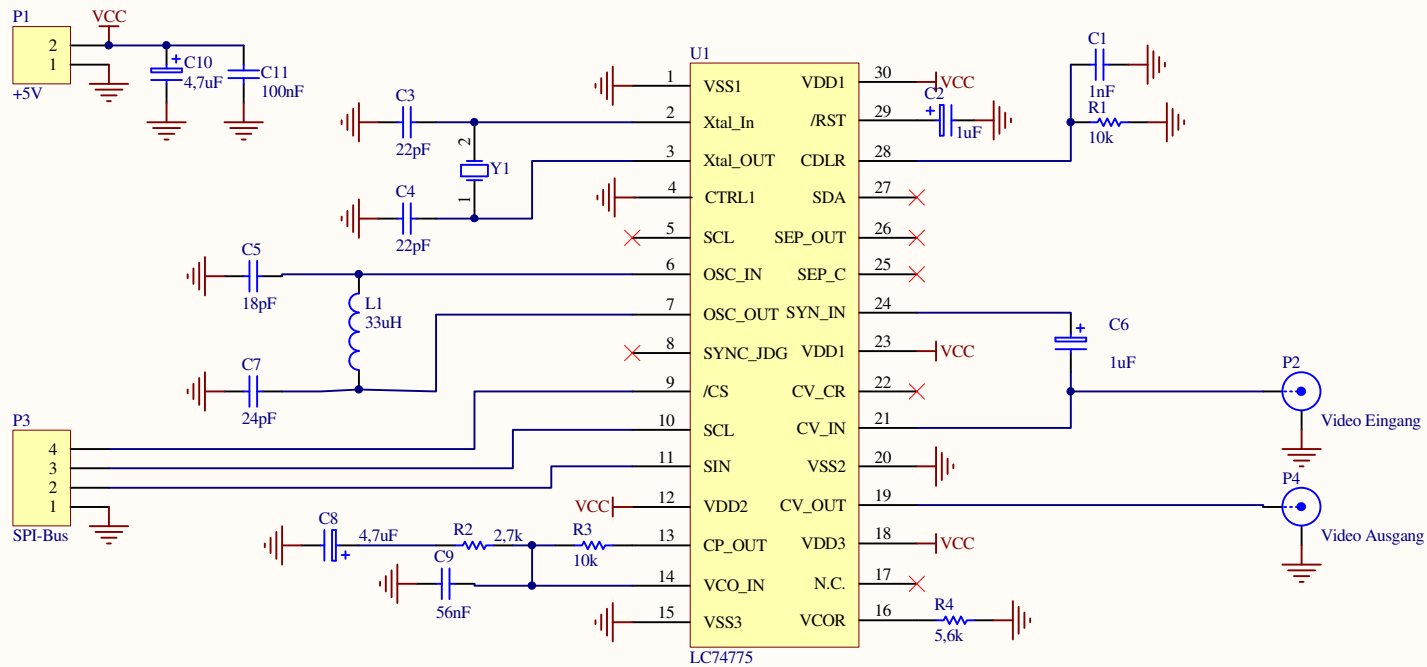 P1
VCC
2
1
+5V
C10
4,7uF
C11
100nF
C3
22pF
2
Y1
1
C4
22pF
C5
18pF
L1
33uH
C7
24pF
P3
4
3
2
1
SPI-Bus
VCC
C8
4,7uF
R2
2,7k
C9
56nF
R3
10k
U1
1 VSS1
2 Xtal_In
3 Xtal_OUT
4 CTRL1
5 SCL
6 OSC_IN
7 OSC_OUT
8 SYNC_JDG
9 /CS
10 SCL
11 SIN
12 VDD2
13 CP_OUT
14 VCO_IN
15 VSS3
VDD1 30
/RST 29
CDLR 28
SDA 27
SEP_OUT 26
SEP_C 25
SYN_IN 24
VDD1 23
CV_CR 22
CV_IN 21
VSS2 20
CV_OUT 19
VDD3 18
N.C. 17
VCOR 16
LC74775
VCC
C2
1uF
C1
1nF
R1
10k
C6
1uF
VCC
P2
Video Eingang
P4
Video Ausgang
VCC
R4
5,6k